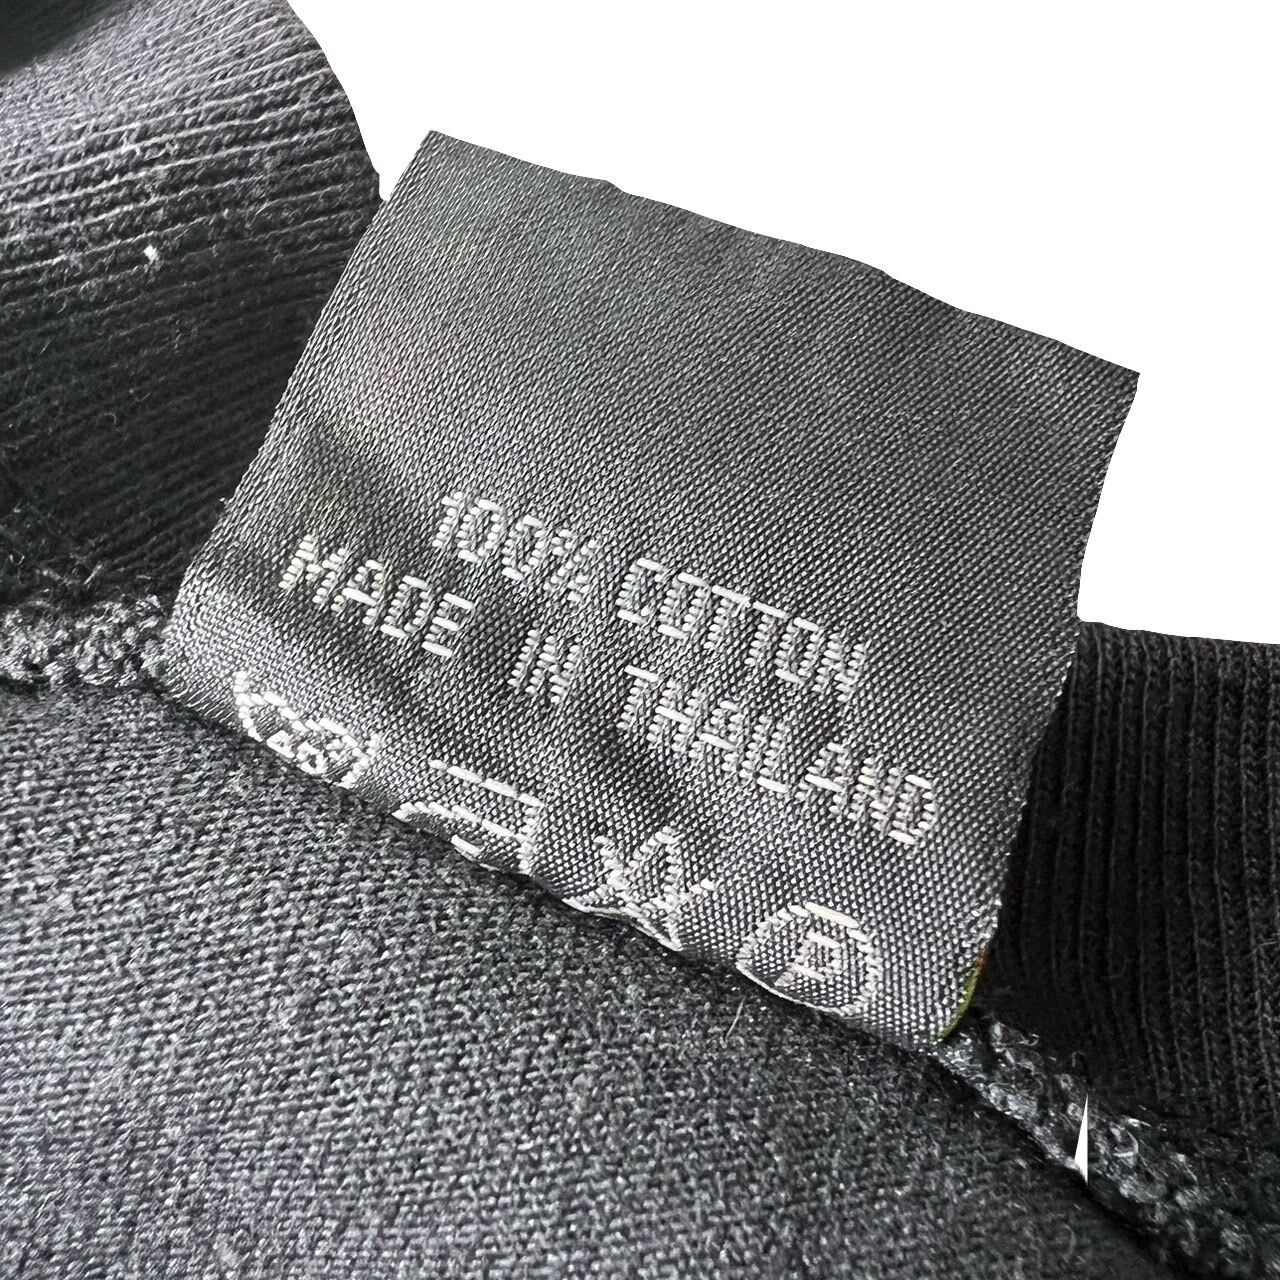 100% COTTON
MADE IN THAILAND
P